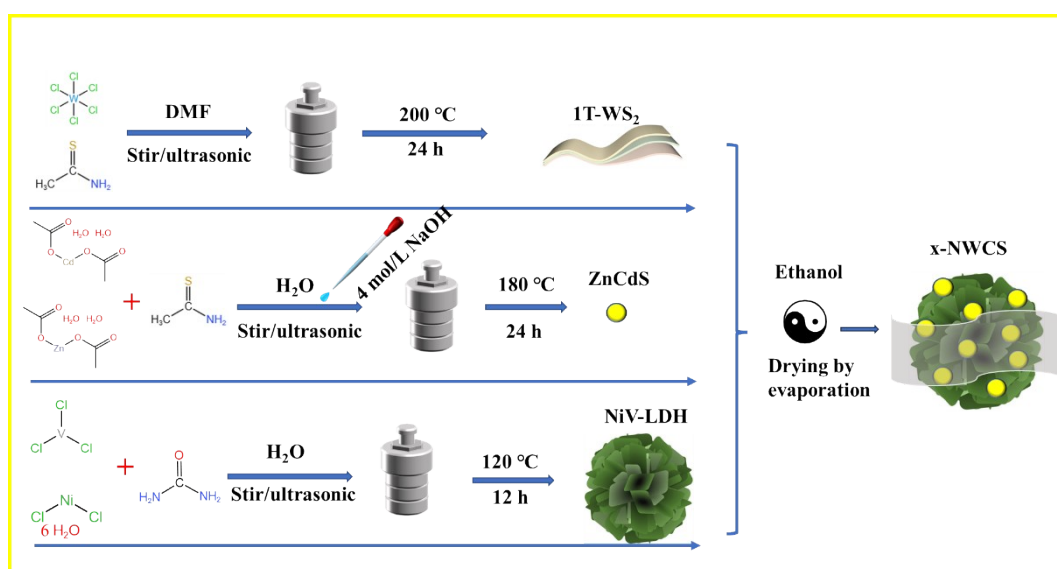 Cl
Cl Cl
W
Cl Cl
Cl
S
H₃C NH₂
DMF
Stir/ultrasonic
200 °C
24 h
1T-WS₂
O
H₂O H₂O
O Cd O O
O
H₂O H₂O
O Zn O O
+
S
H₃C NH₂
H₂O
Stir/ultrasonic
4 mol/L NaOH
180 °C
24 h
ZnCdS
Cl
V
Cl Cl
Ni
Cl Cl
6 H₂O
+
O
H₂N NH₂
H₂O
Stir/ultrasonic
120 °C
12 h
NiV-LDH
Ethanol
Drying by
evaporation
x-NWCS